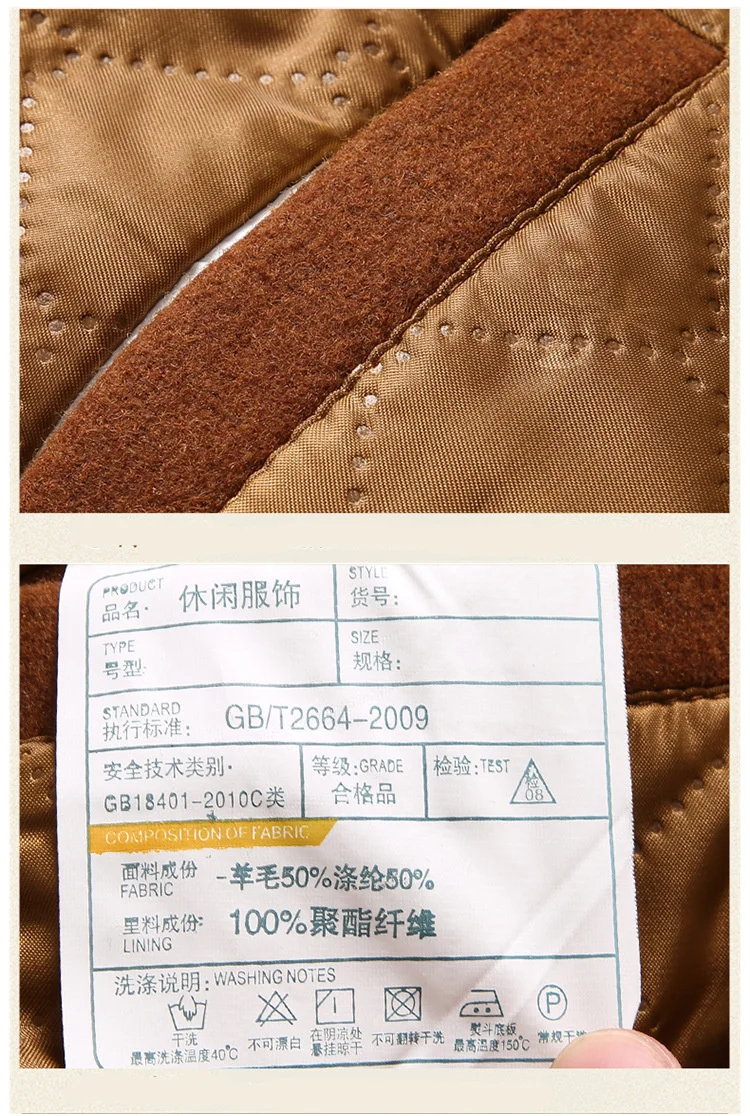 PRODUCT
品名: 休闲服饰
STYLE
货号:
TYPE
号型:
SIZE
规格:
STANDARD
执行标准: GB/T2664-2009
安全技术类别·
GB18401-2010C类
等级:GRADE
合格品
检验:TEST
检
08
COMPOSITION OF FABRIC
面料成份 -羊毛50%涤纶50%
FABRIC
里料成份: 100%聚酯纤维
LINING
洗涤说明: WASHING NOTES
P
干洗
最高洗涤温度40℃
不可漂白
在阴凉处
悬挂晾干
不可翻转干洗
熨斗底板
最高温度150℃
常规干洗